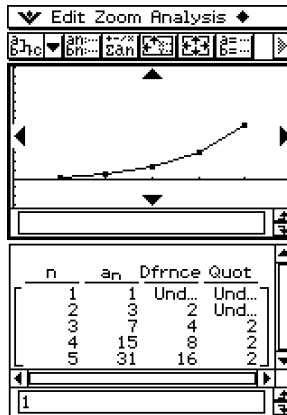 Edit Zoom Analysis
n an Dfrnce Quot
1 1 Und... Und...
2 3 2 Und...
3 7 4 2
4 15 8 2
5 31 16 2
1